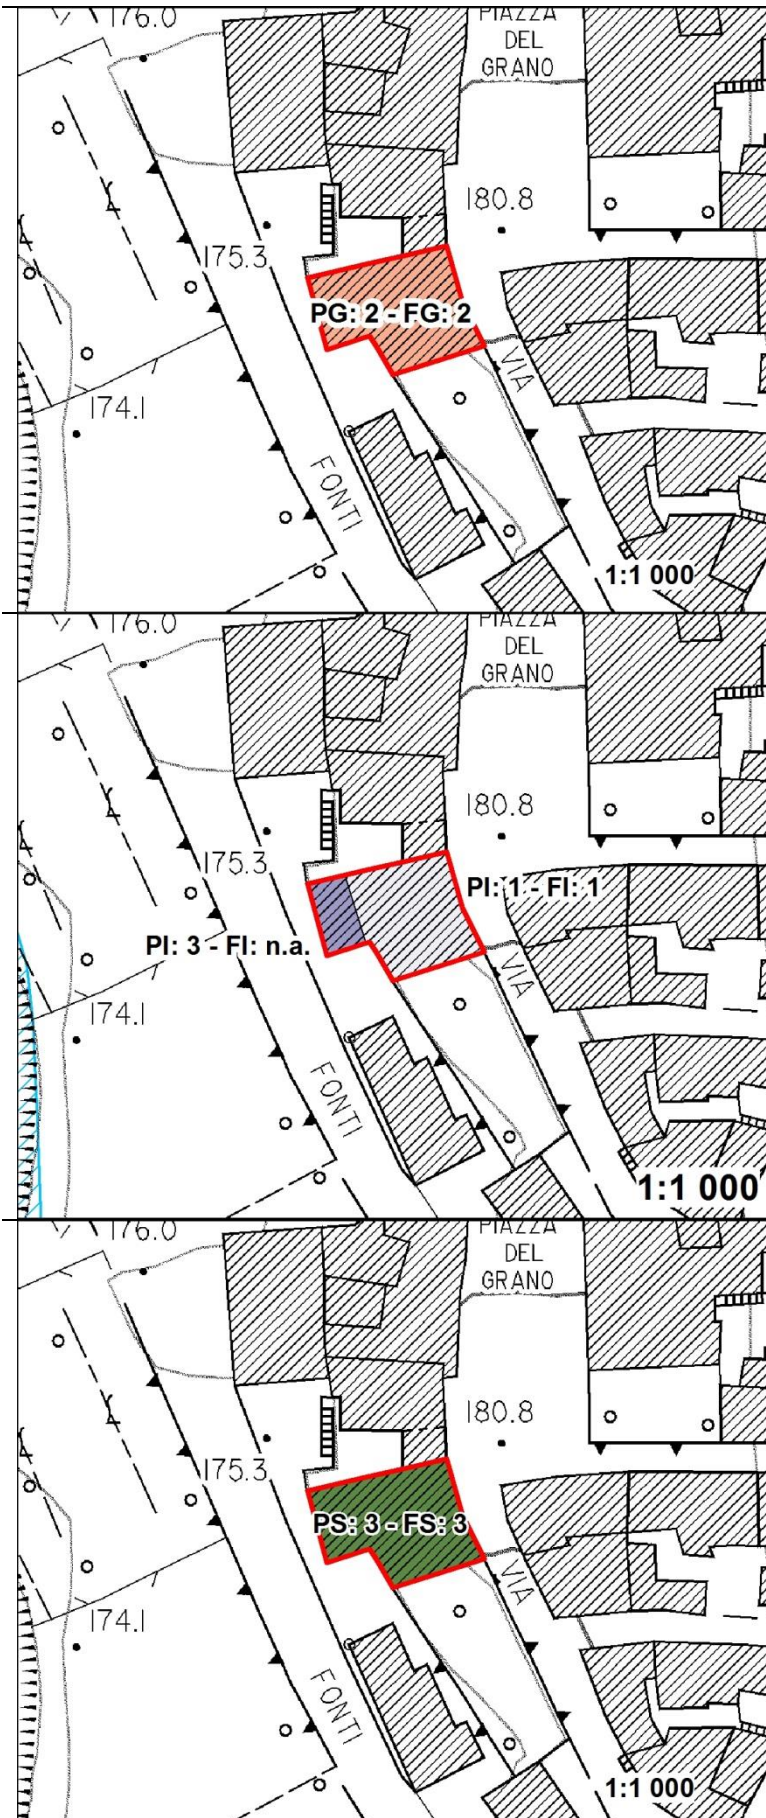 176.0
PIAZZA
DEL
GRANO
180.8
175.3
PG: 2 - FG: 2
VIA
174.1
FONTI
1:1 000
176.0
PIAZZA
DEL
GRANO
180.8
175.3
PI: 1 - FI: 1
PI: 3 - FI: n.a.
VIA
174.1
FONTI
1:1 000
176.0
PIAZZA
DEL
GRANO
180.8
175.3
PS: 3 - FS: 3
VIA
174.1
FONTI
1:1 000